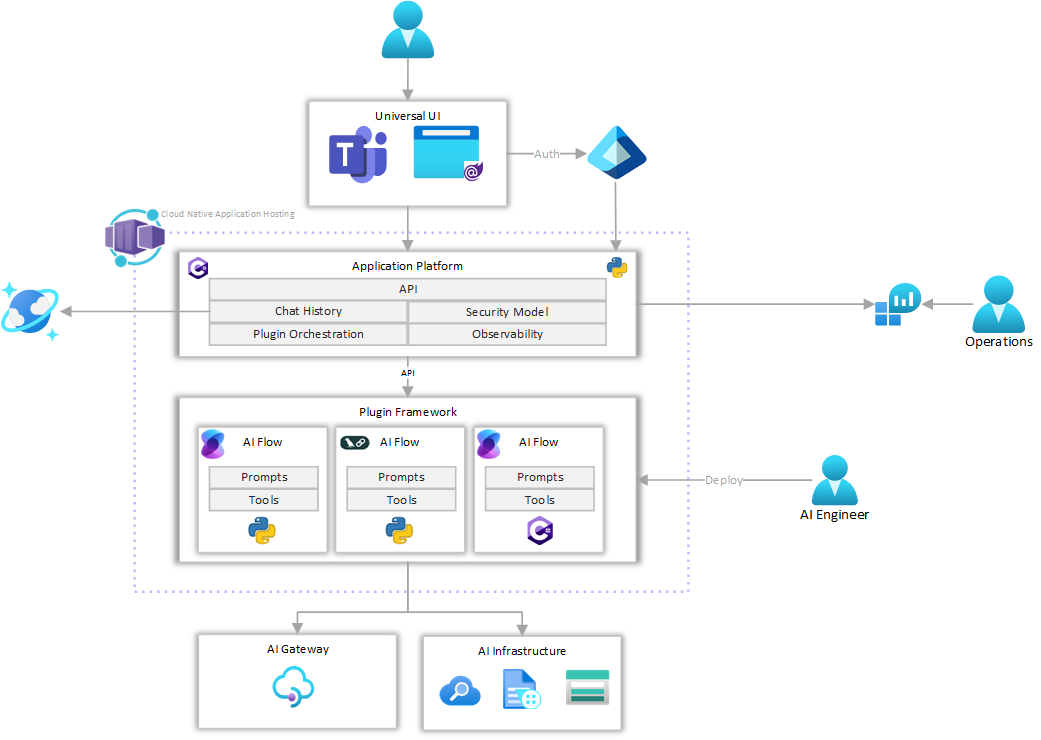 Universal UI
T
@
Auth
Cloud Native Application Hosting
Application Platform
API
Chat History
Security Model
Plugin Orchestration
Observability
Operations
API
Plugin Framework
AI Flow
AI Flow
AI Flow
Prompts
Prompts
Prompts
Tools
Tools
Tools
Deploy
AI Engineer
AI Gateway
AI Infrastructure